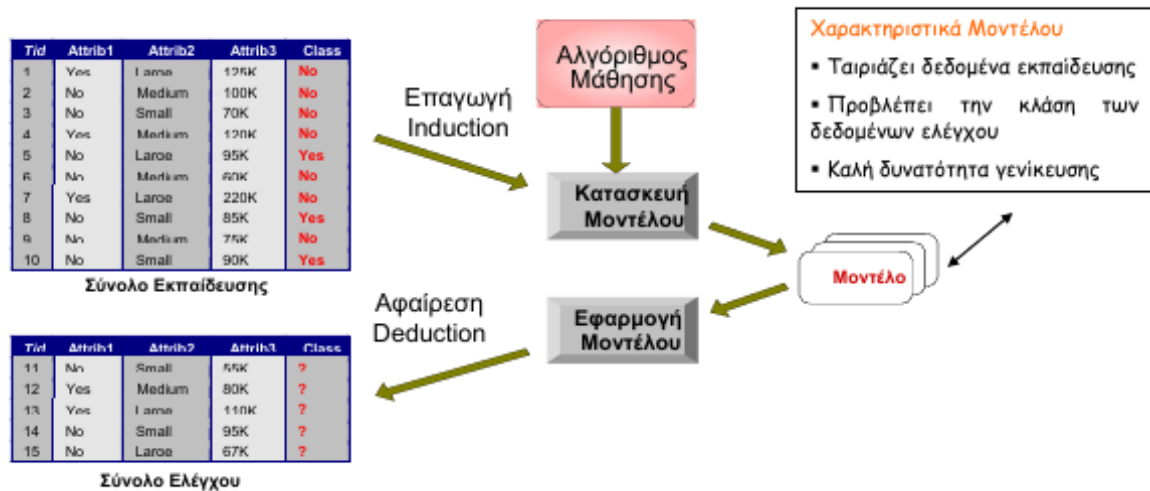 Tid Attrib1 Attrib2 Attrib3 Class
1 Yes Large 125K No
2 No Medium 100K No
3 No Small 70K No
4 Yes Medium 120K No
5 No Large 95K Yes
6 No Medium 60K No
7 Yes Large 220K No
8 No Small 85K Yes
9 No Medium 75K No
10 No Small 90K Yes
Σύνολο Εκπαίδευσης
Επαγωγή
Induction
Αλγόριθμος
Μάθησης
Κατασκευή
Μοντέλου
Χαρακτηριστικά Μοντέλου
▪ Ταιριάζει δεδομένα εκπαίδευσης
▪ Προβλέπει την κλάση των
δεδομένων ελέγχου
▪ Καλή δυνατότητα γενίκευσης
Μοντέλο
Εφαρμογή
Μοντέλου
Αφαίρεση
Deduction
Tid Attrib1 Attrib2 Attrib3 Class
11 No Small 55K ?
12 Yes Medium 80K ?
13 Yes Large 110K ?
14 No Small 95K ?
15 No Large 67K ?
Σύνολο Ελέγχου